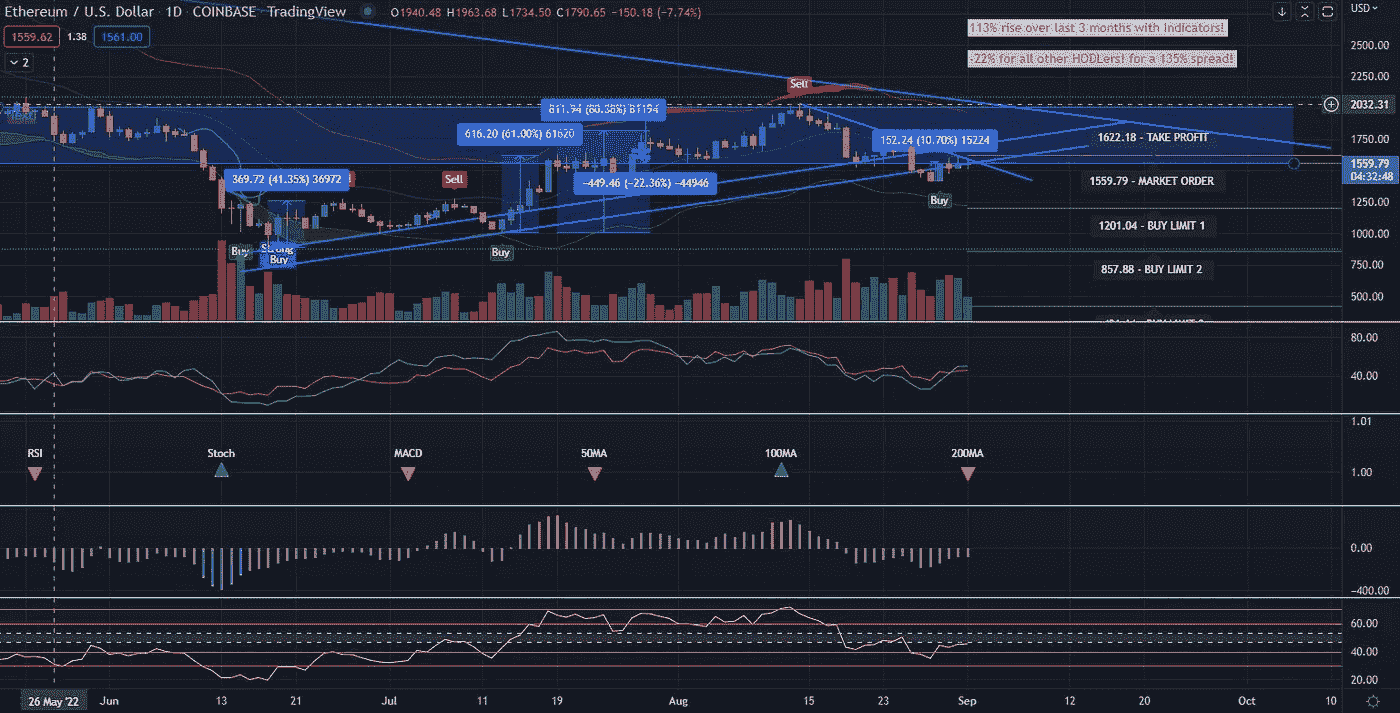 Ethereum / U.S. Dollar · 1D · COINBASE · TradingView O1940.48 H1963.68 L1734.50 C1790.65 −150.18 (−7.74%)
USD
1559.62 1.38 1561.00
2
113% rise over last 3 months with Indicators!
-22% for all other HODLers! for a 135% spread!
2500.00
2250.00
2032.31
1750.00
1559.79
04:32:48
1250.00
1000.00
750.00
500.00
Text
Sell
811.94 (80.38%) 81194
616.20 (61.00%) 61620
152.24 (10.70%) 15224
1622.18 - TAKE PROFIT
369.72 (41.35%) 36972
Sell
−449.46 (−22.36%) −44946
1559.79 - MARKET ORDER
Buy
1201.04 - BUY LIMIT 1
Buy
Strong
Buy
Buy
857.88 - BUY LIMIT 2
80.00
40.00
1.01
RSI Stoch MACD 50MA 100MA 200MA
1.00
0.00
−400.00
60.00
40.00
20.00
26 May '22 Jun 13 21 Jul 11 19 Aug 15 23 Sep 12 20 Oct 10